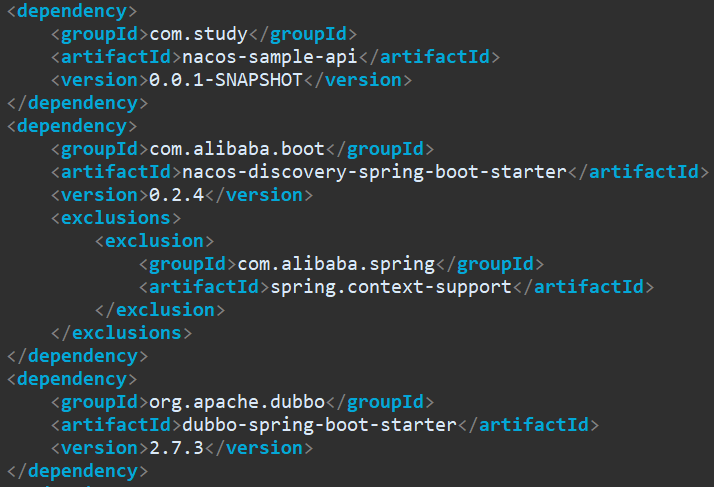 <dependency>
    <groupId>com.study</groupId>
    <artifactId>nacos-sample-api</artifactId>
    <version>0.0.1-SNAPSHOT</version>
</dependency>
<dependency>
    <groupId>com.alibaba.boot</groupId>
    <artifactId>nacos-discovery-spring-boot-starter</artifactId>
    <version>0.2.4</version>
    <exclusions>
        <exclusion>
            <groupId>com.alibaba.spring</groupId>
            <artifactId>spring.context-support</artifactId>
        </exclusion>
    </exclusions>
</dependency>
<dependency>
    <groupId>org.apache.dubbo</groupId>
    <artifactId>dubbo-spring-boot-starter</artifactId>
    <version>2.7.3</version>
</dependency>